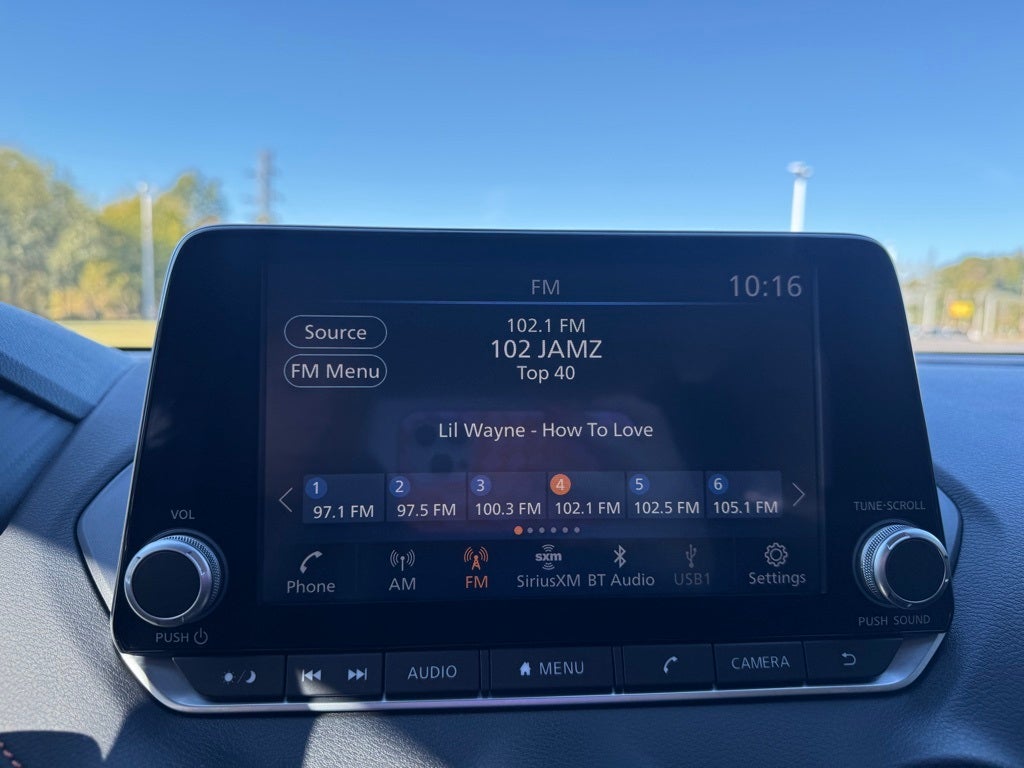 FM
10:16
Source
102.1 FM
102 JAMZ
FM Menu
Top 40
Lil Wayne - How To Love
1
2
3
4
5
6
97.1 FM
97.5 FM
100.3 FM
102.1 FM
102.5 FM
105.1 FM
VOL
TUNE-SCROLL
sxm
Phone
AM
FM
SiriusXM
BT Audio
USB1
Settings
PUSH
PUSH SOUND
AUDIO
MENU
CAMERA